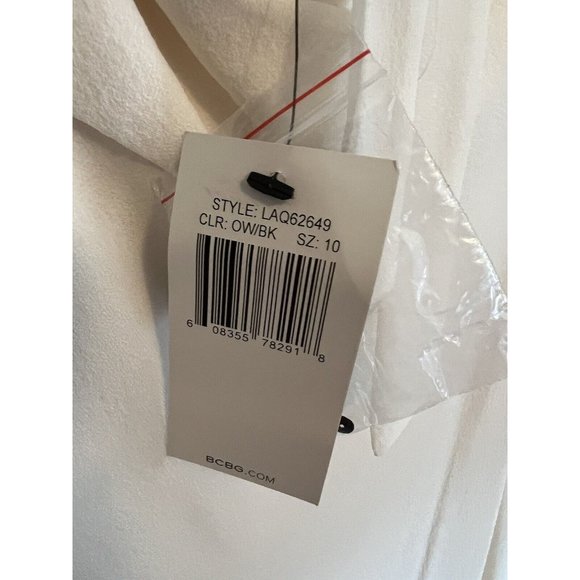 STYLE: LAQ62649
CLR: OW/BK SZ: 10
6 08355 78291 8
BCBG.COM